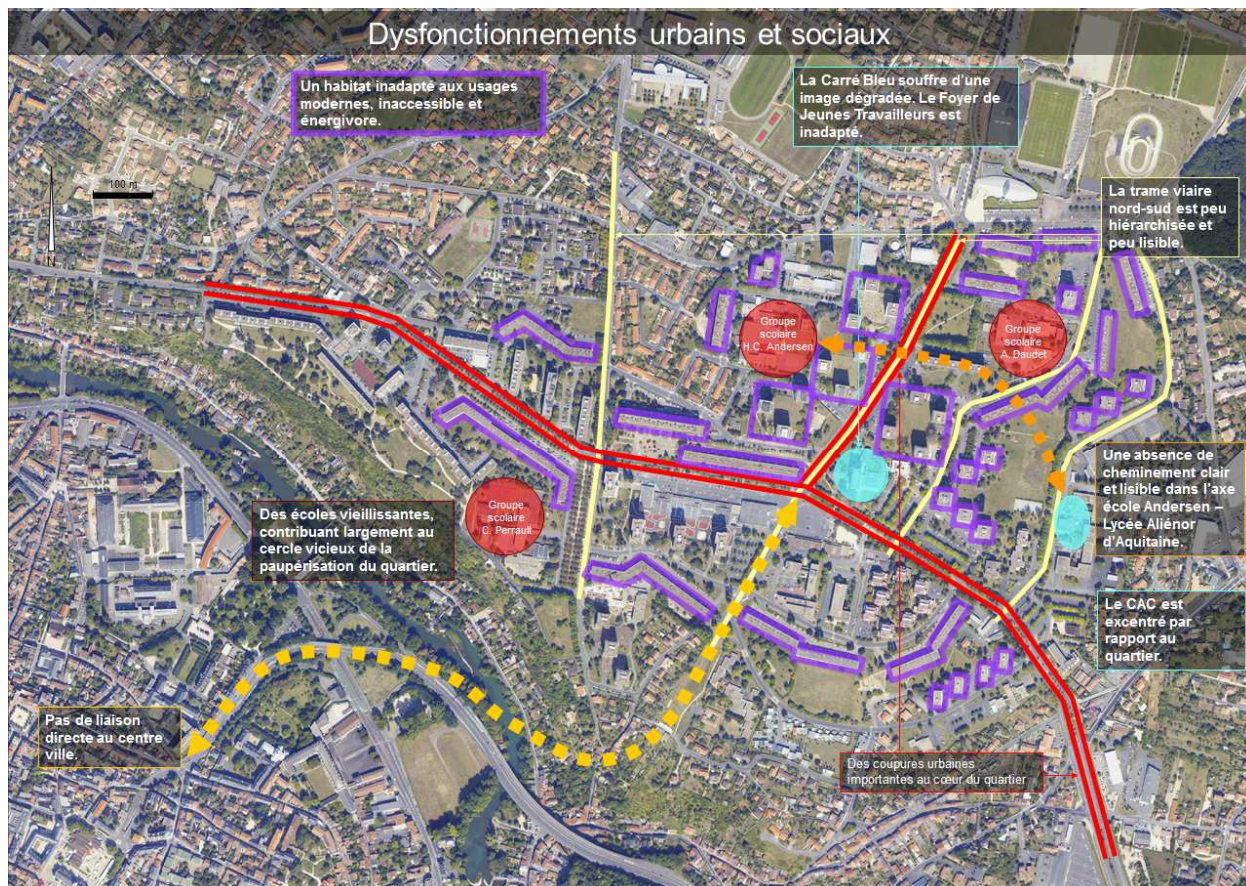 Dysfonctionnements urbains et sociaux
Un habitat inadapté aux usages
modernes, inaccessible et
énergivore.
La Carré Bleu souffre d’une
image dégradée. Le Foyer de
Jeunes Travailleurs est
inadapté.
100 m
N
La trame viaire
nord-sud est peu
hiérarchisée et
peu lisible.
Groupe
scolaire
H.C. Andersen
Groupe
scolaire
A. Daudet
Une absence de
cheminement clair
et lisible dans l’axe
école Andersen –
Lycée Aliénor
d’Aquitaine.
Des écoles vieillissantes,
contribuant largement au
cercle vicieux de la
paupérisation du quartier.
Groupe
scolaire
C. Perrault
Le CAC est
excentré par
rapport au
quartier.
Pas de liaison
directe au centre
ville.
Des coupures urbaines
importantes au cœur du quartier